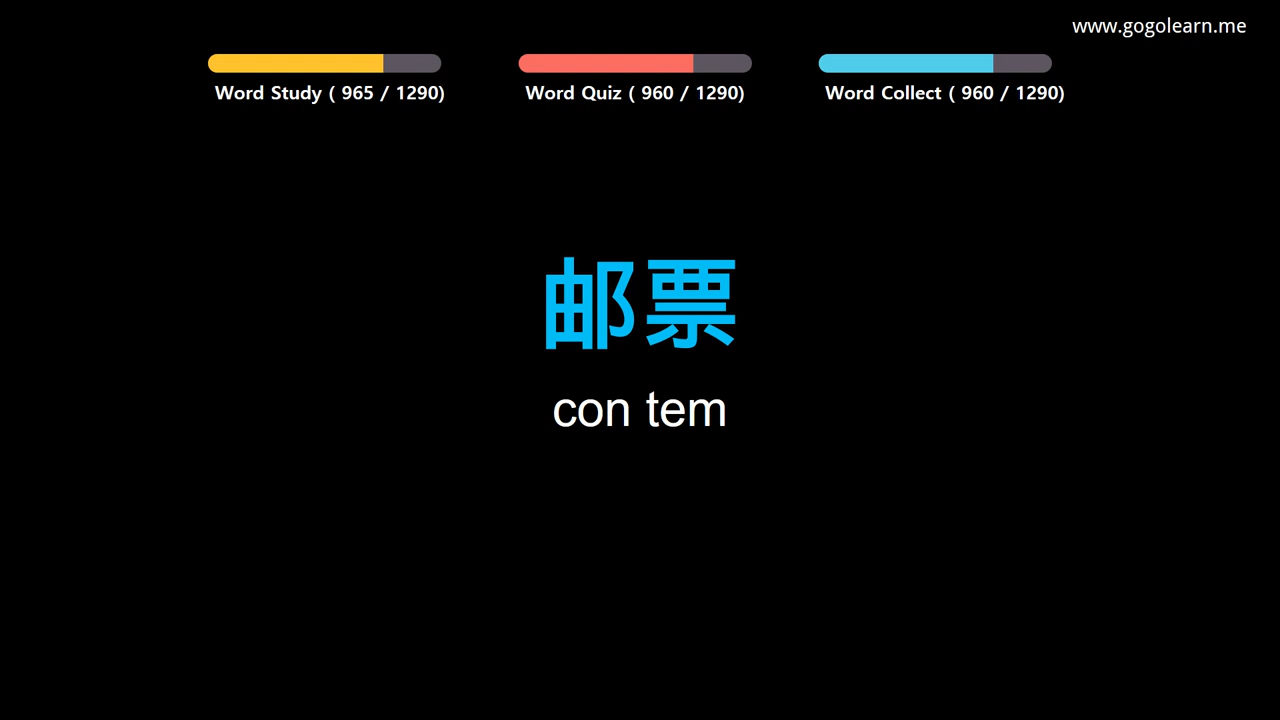 www.gogolearn.me
Word Study ( 965 / 1290)
Word Quiz ( 960 / 1290)
Word Collect ( 960 / 1290)
邮票
con tem